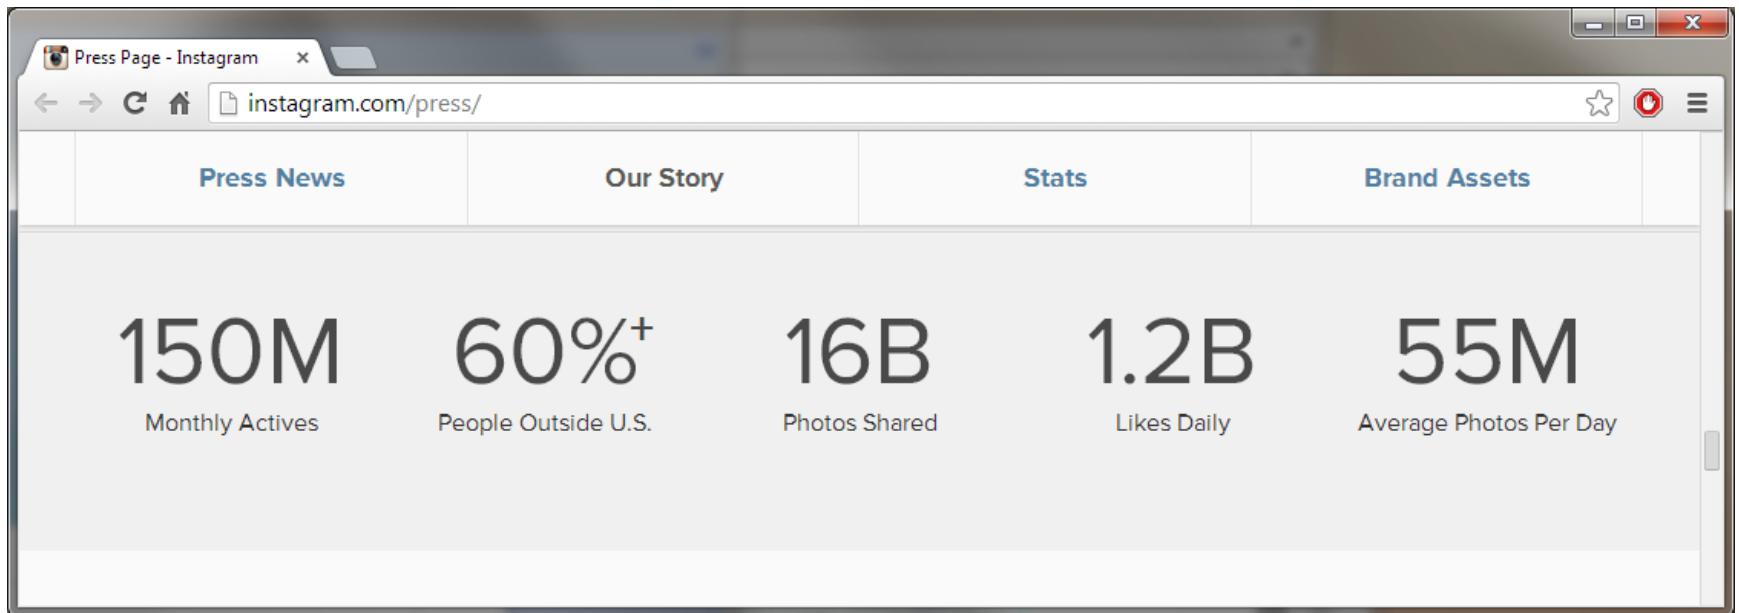 Press Page - Instagram
instagram.com/press/
Press News
Our Story
Stats
Brand Assets
150M
Monthly Actives
60%+
People Outside U.S.
16B
Photos Shared
1.2B
Likes Daily
55M
Average Photos Per Day